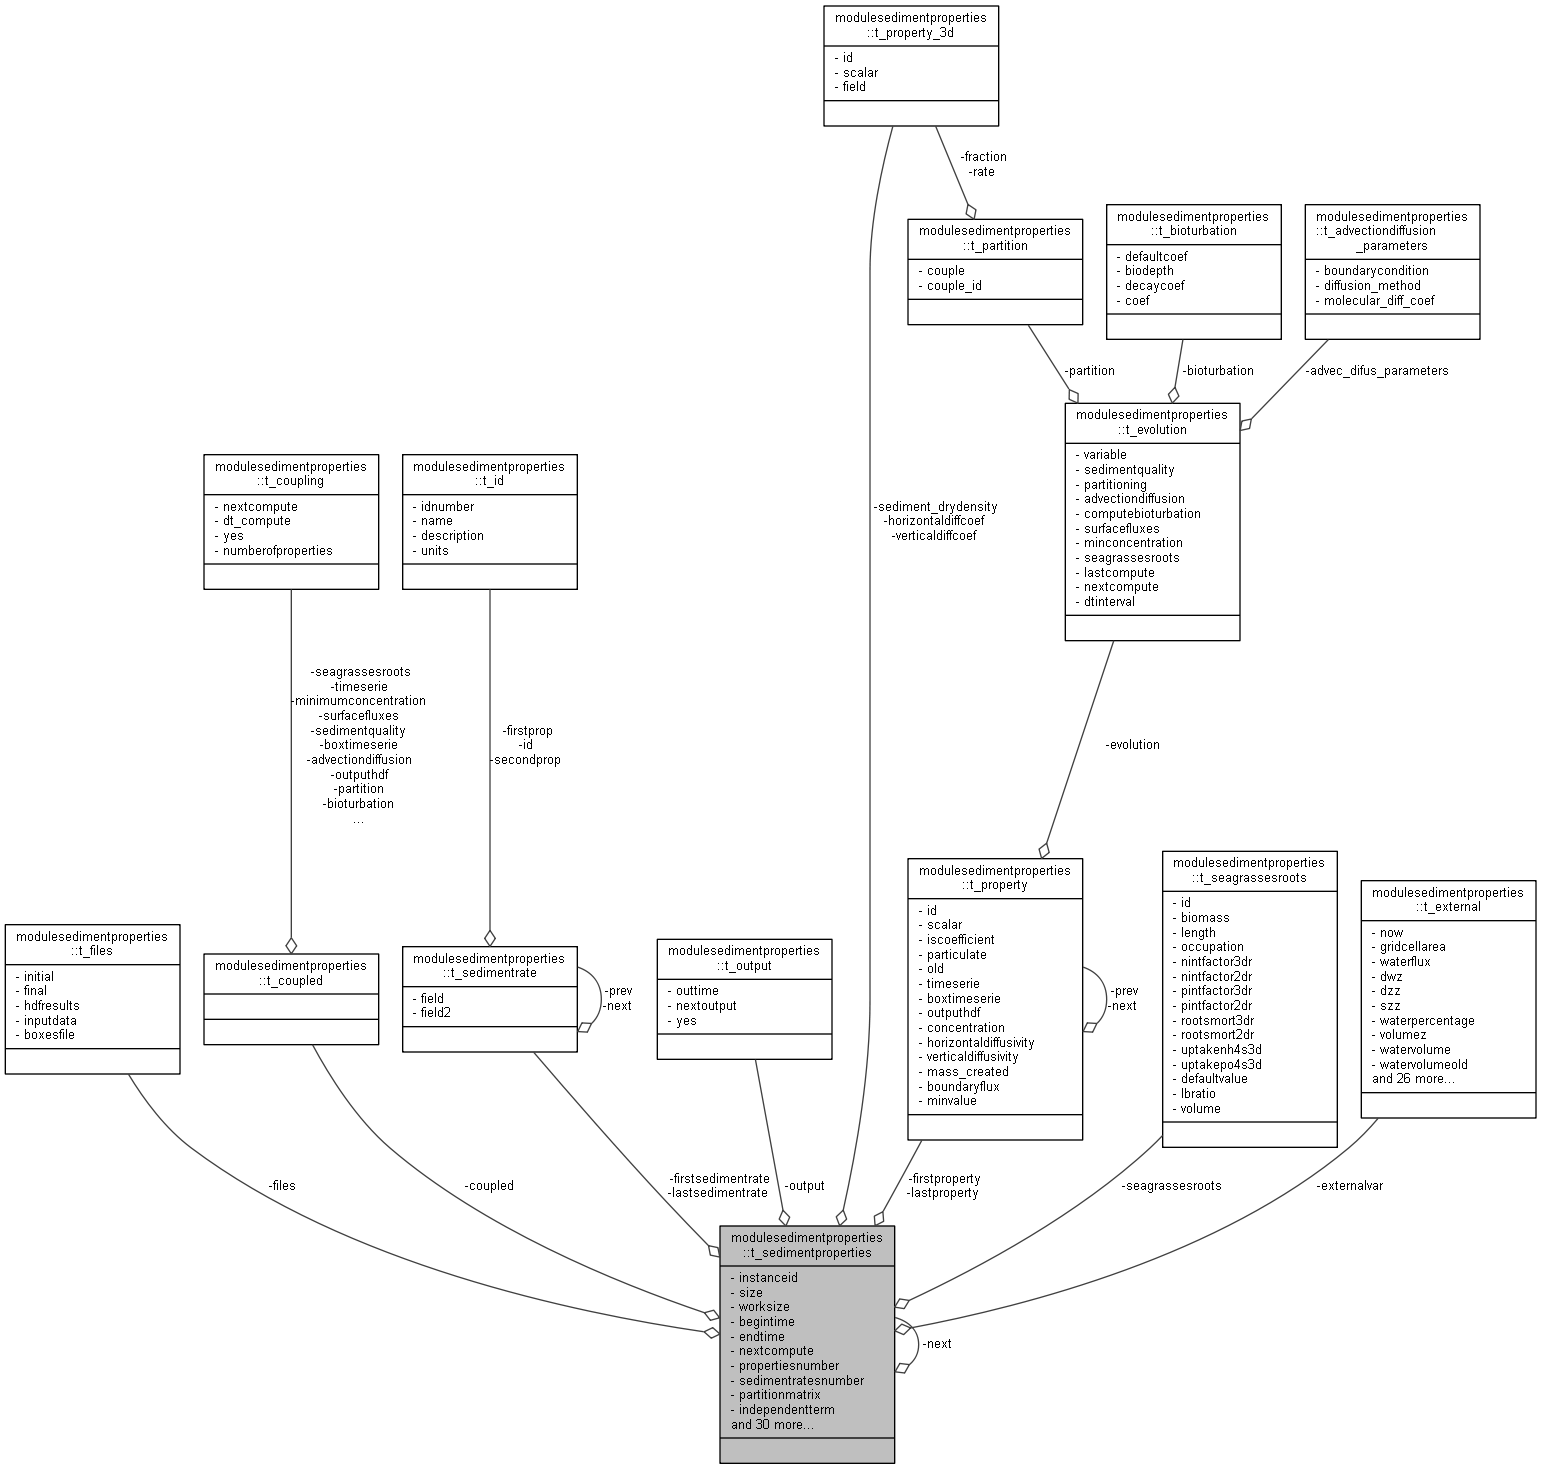 modulesedimentproperties
::t_property_3d
- id
- scalar
- field
-fraction
-rate
modulesedimentproperties
::t_partition
- couple
- couple_id
modulesedimentproperties
::t_bioturbation
- defaultcoef
- biodepth
- decaycoef
- coef
modulesedimentproperties
::t_advectiondiffusion
_parameters
- boundarycondition
- diffusion_method
- molecular_diff_coef
-partition
-bioturbation
-advec_difus_parameters
modulesedimentproperties
::t_evolution
- variable
- sedimentquality
- partitioning
- advectiondiffusion
- computebioturbation
- surfacefluxes
- minconcentration
- seagrassesroots
- lastcompute
- nextcompute
- dtinterval
modulesedimentproperties
::t_coupling
- nextcompute
- dt_compute
- yes
- numberofproperties
modulesedimentproperties
::t_id
- idnumber
- name
- description
- units
-sediment_drydensity
-horizontaldiffcoef
-verticaldiffcoef
-seagrassesroots
-timeserie
-minimumconcentration
-surfacefluxes
-sedimentquality
-boxtimeserie
-advectiondiffusion
-outputhdf
-partition
-bioturbation
...
-firstprop
-id
-secondprop
-evolution
modulesedimentproperties
::t_files
- initial
- final
- hdfresults
- inputdata
- boxesfile
modulesedimentproperties
::t_coupled
modulesedimentproperties
::t_sedimentrate
- field
- field2
-prev
-next
modulesedimentproperties
::t_output
- outtime
- nextoutput
- yes
modulesedimentproperties
::t_property
- id
- scalar
- iscoefficient
- particulate
- old
- timeserie
- boxtimeserie
- outputhdf
- concentration
- horizontaldiffusivity
- verticaldiffusivity
- mass_created
- boundaryflux
- minvalue
-prev
-next
modulesedimentproperties
::t_seagrassesroots
- id
- biomass
- length
- occupation
- nintfactor3dr
- nintfactor2dr
- pintfactor3dr
- pintfactor2dr
- rootsmort3dr
- rootsmort2dr
- uptakenh4s3d
- uptakepo4s3d
- defaultvalue
- lbratio
- volume
modulesedimentproperties
::t_external
- now
- gridcellarea
- waterflux
- dwz
- dzz
- szz
- waterpercentage
- volumez
- watervolume
- watervolumeold
and 26 more...
-files
-coupled
-firstsedimentrate
-lastsedimentrate
-output
-firstproperty
-lastproperty
-seagrassesroots
-externalvar
modulesedimentproperties
::t_sedimentproperties
- instanceid
- size
- worksize
- begintime
- endtime
- nextcompute
- propertiesnumber
- sedimentratesnumber
- partitionmatrix
- independentterm
and 30 more...
-next